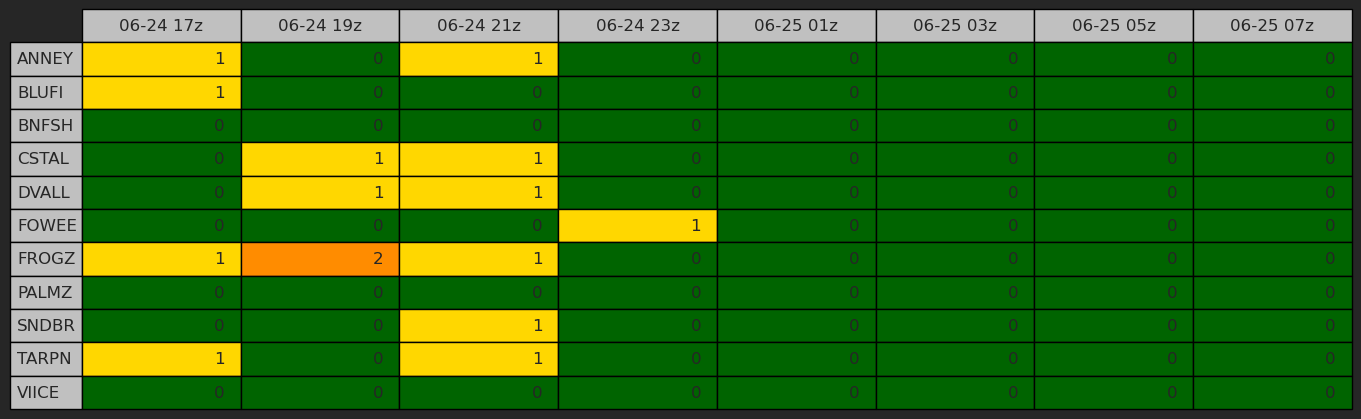 06-24 17z 06-24 19z 06-24 21z 06-24 23z 06-25 01z 06-25 03z 06-25 05z 06-25 07z
ANNEY 1 0 1 0 0 0 0 0
BLUFI 1 0 0 0 0 0 0 0
BNFSH 0 0 0 0 0 0 0 0
CSTAL 0 1 1 0 0 0 0 0
DVALL 0 1 1 0 0 0 0 0
FOWEE 0 0 0 1 0 0 0 0
FROGZ 1 2 1 0 0 0 0 0
PALMZ 0 0 0 0 0 0 0 0
SNDBR 0 0 1 0 0 0 0 0
TARPN 1 0 1 0 0 0 0 0
VIICE 0 0 0 0 0 0 0 0